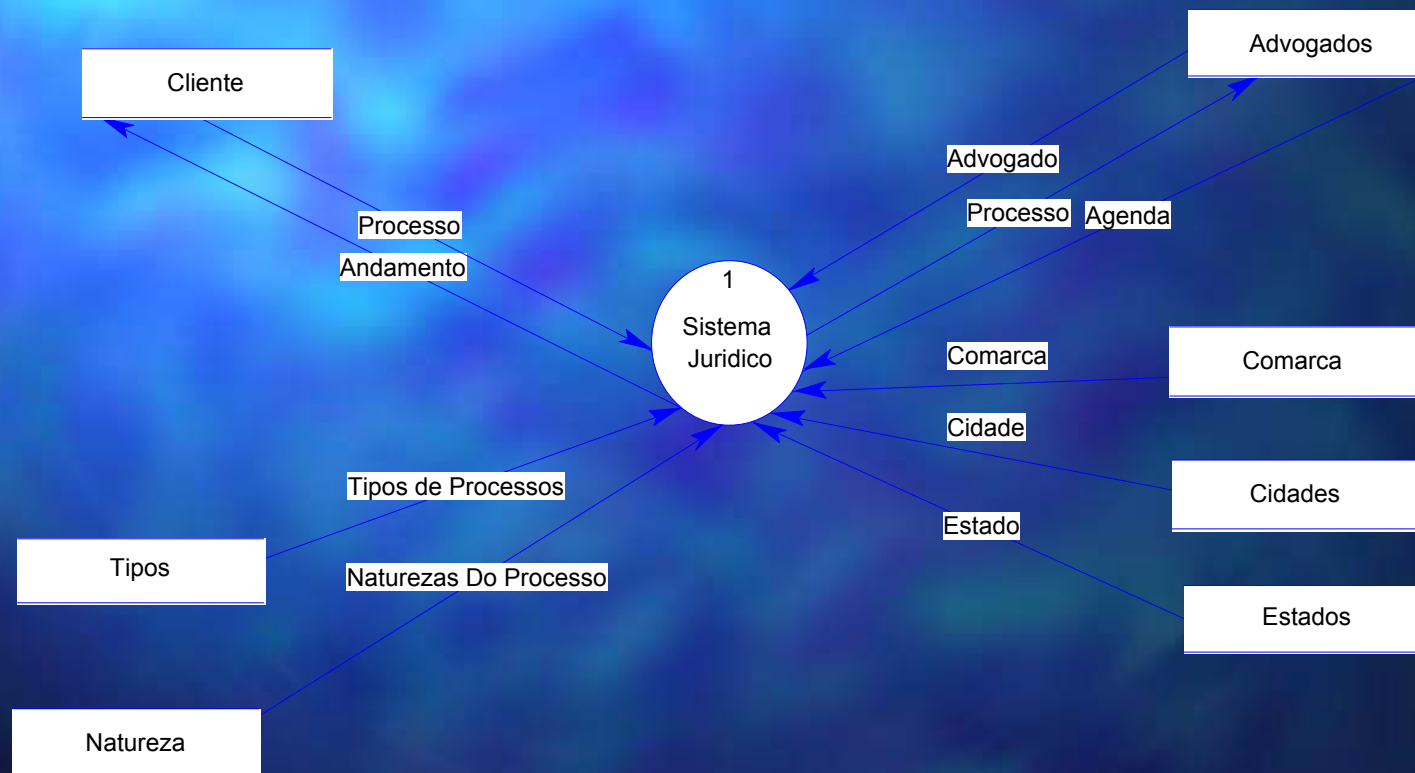 Cliente
Advogados
Advogado
Processo
Agenda
Processo
Andamento
1
Sistema
Juridico
Comarca
Comarca
Cidade
Cidades
Tipos de Processos
Estado
Tipos
Naturezas Do Processo
Estados
Natureza